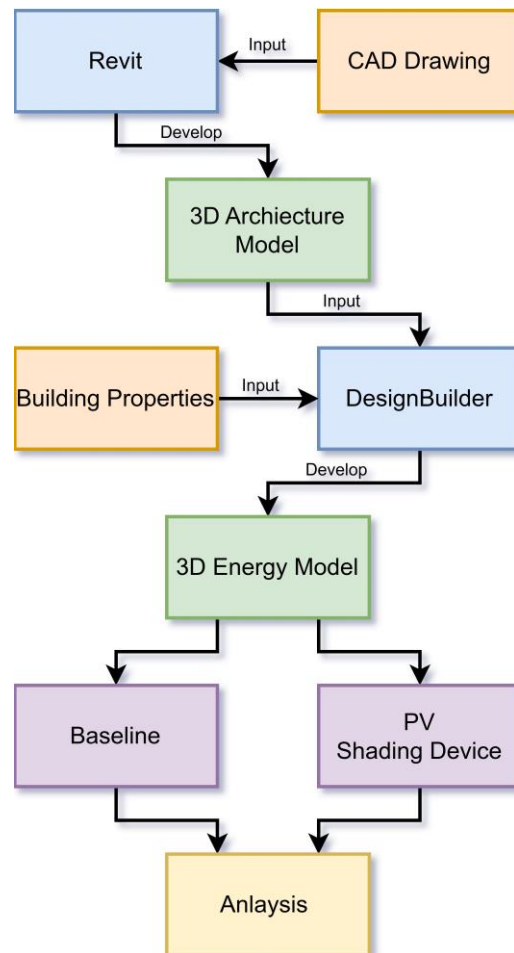 Revit
Input
CAD Drawing
Develop
3D Archiecture
Model
Input
Building Properties
Input
DesignBuilder
Develop
3D Energy Model
Baseline
PV
Shading Device
Anlaysis